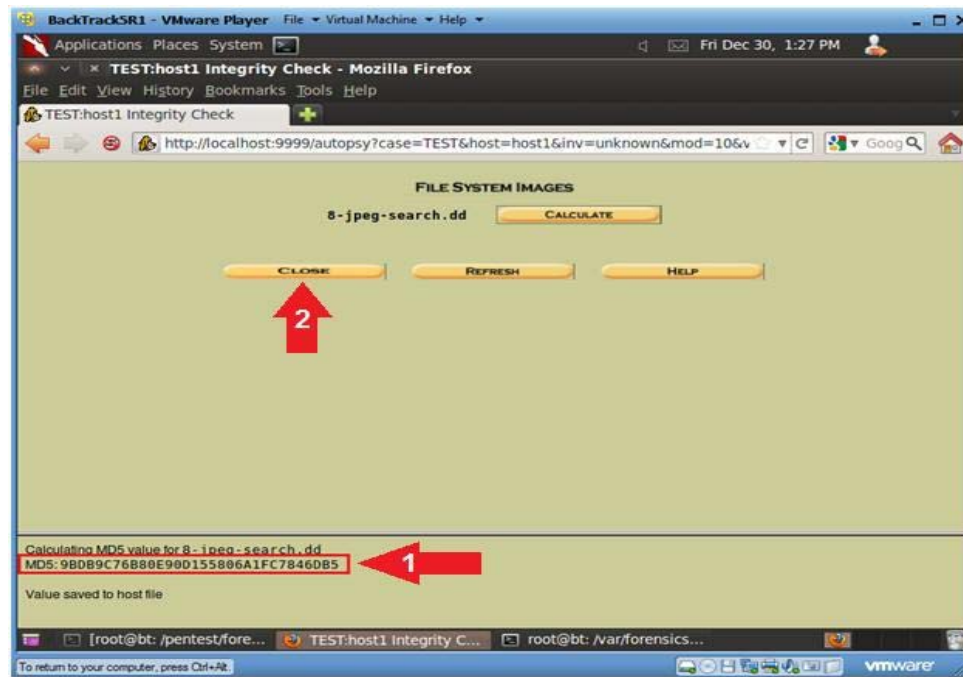 BackTrack5R1 - VMware Player File Virtual Machine Help
Applications Places System Fri Dec 30, 1:27 PM
TEST:host1 Integrity Check - Mozilla Firefox
File Edit View History Bookmarks Tools Help
TEST:host1 Integrity Check
http://localhost:9999/autopsy?case=TEST&host=host1&inv=unknown&mod=10&v Goog
FILE SYSTEM IMAGES
8-jpeg-search.dd CALCULATE
CLOSE REFRESH HELP
2
Calculating MD5 value for 8-jpeg-search.dd
MD5: 9BDB9C76B80E90D155806A1FC7846DB5
1
Value saved to host file
[root@bt: /pentest/fore... TEST:host1 Integrity C... root@bt: /var/forensics...
To return to your computer, press Ctrl+Alt. vmware